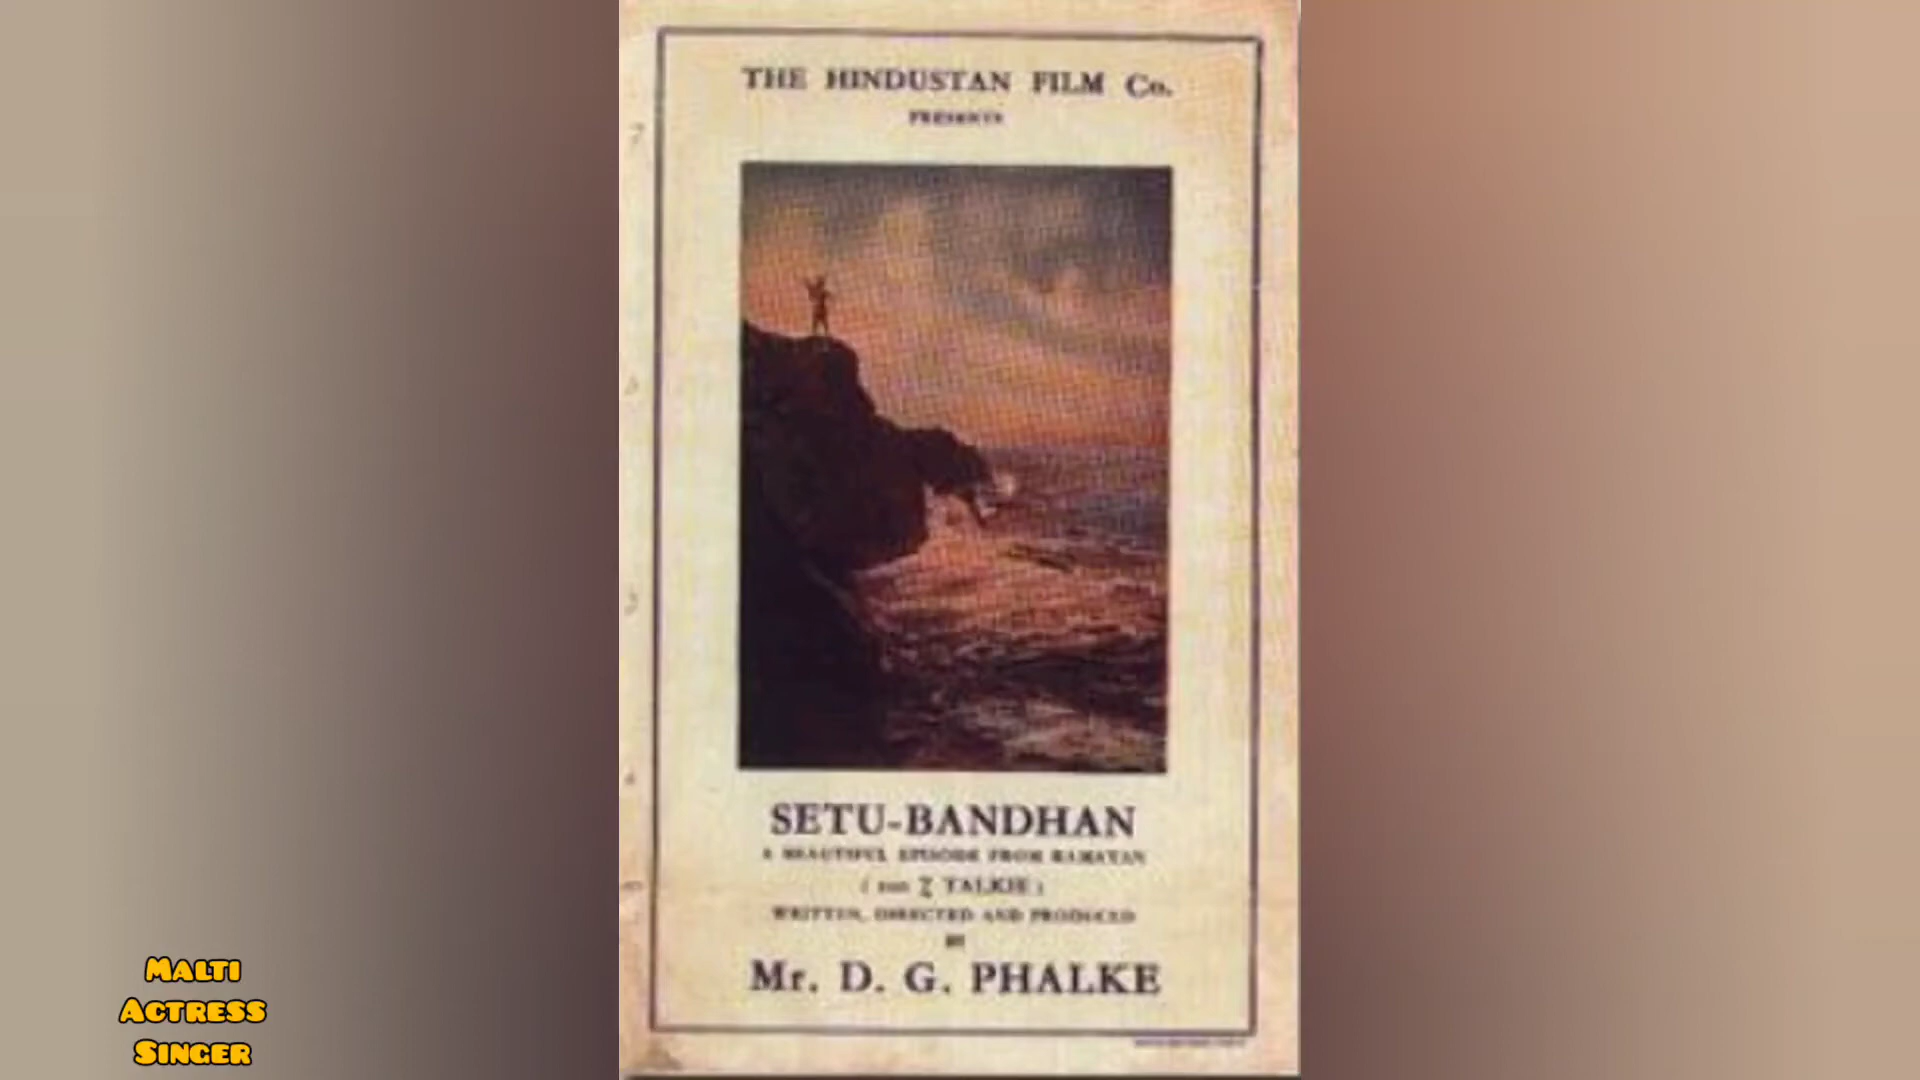 THE HINDUSTAN FILM Co.
PRESENTS
SETU-BANDHAN
A BEAUTIFUL EPISODE FROM RAMAYAN
TALKIE
WRITTEN, DIRECTED AND PRODUCED
BY
Mr. D. G. PHALKE
MALTI
ACTRESS
SINGER